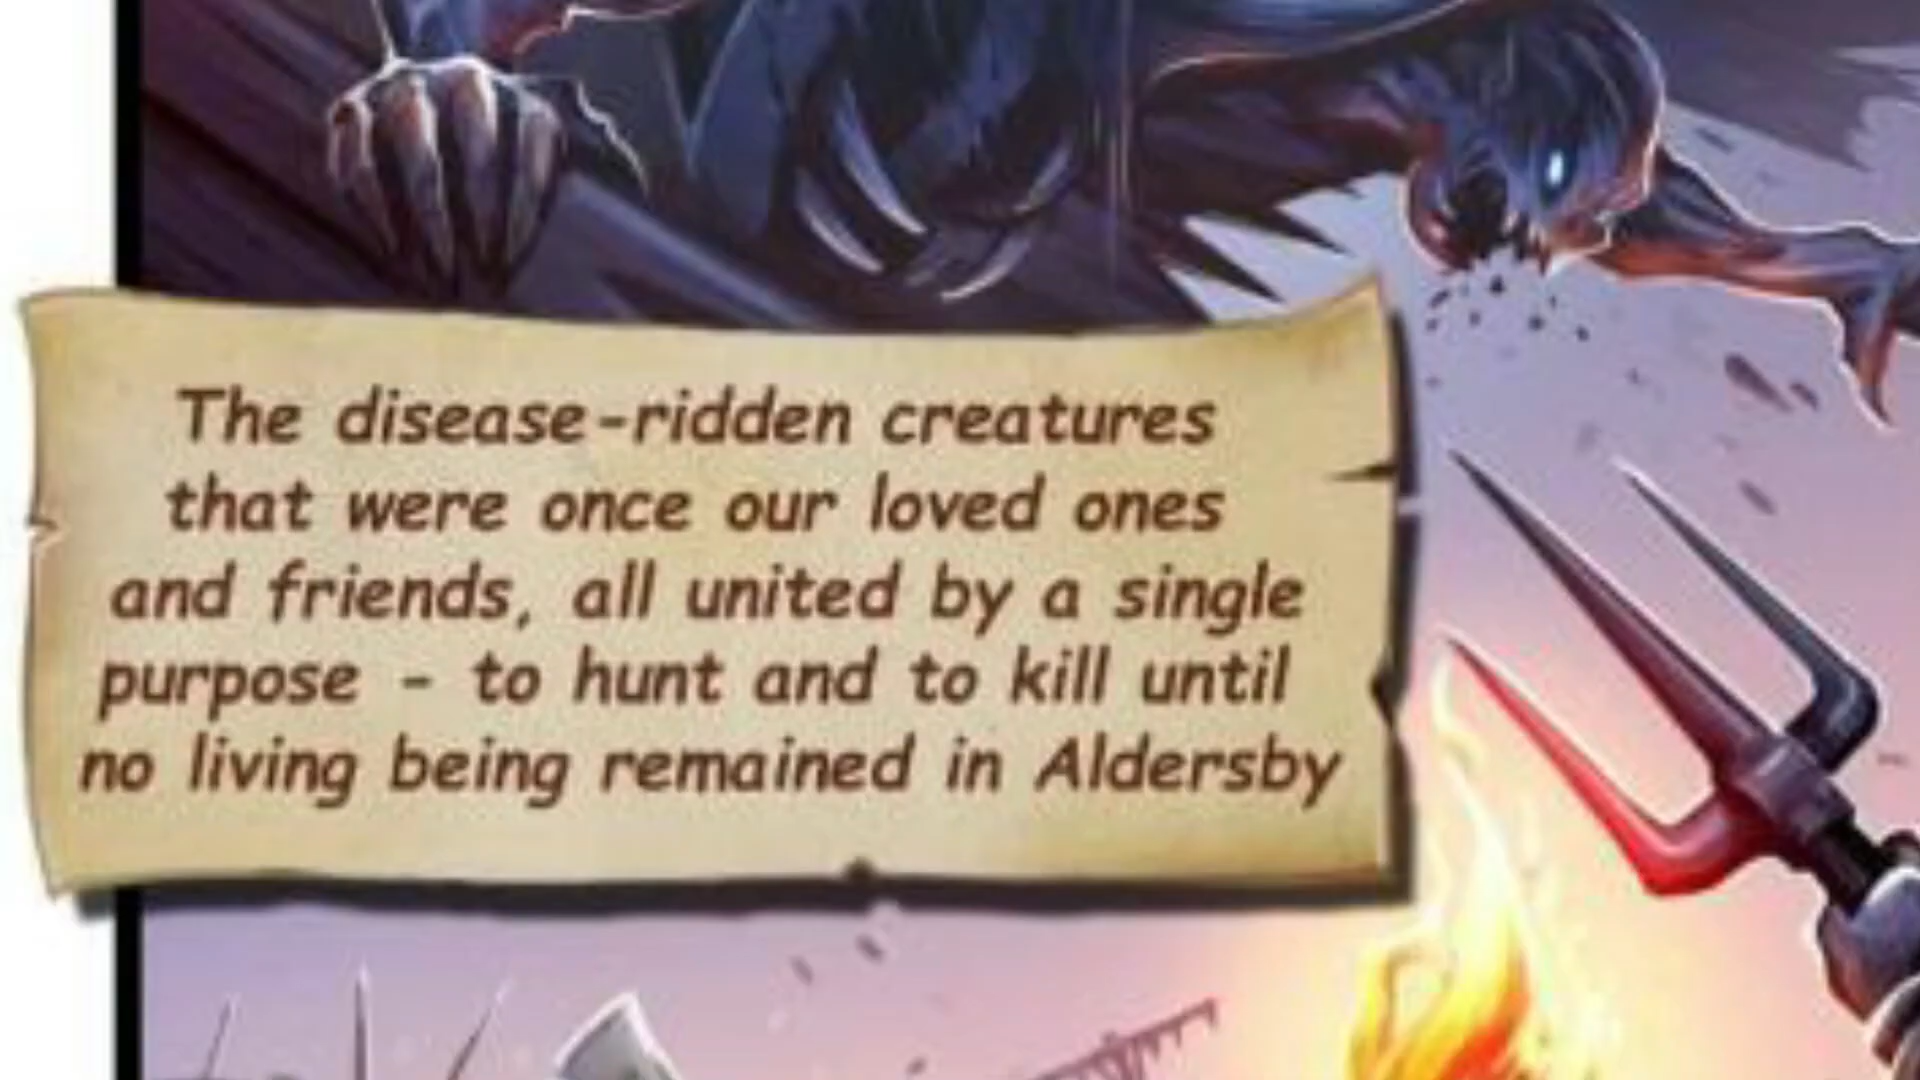 The disease-ridden creatures
that were once our loved ones
and friends, all united by a single
purpose - to hunt and to kill until
no living being remained in Aldersby